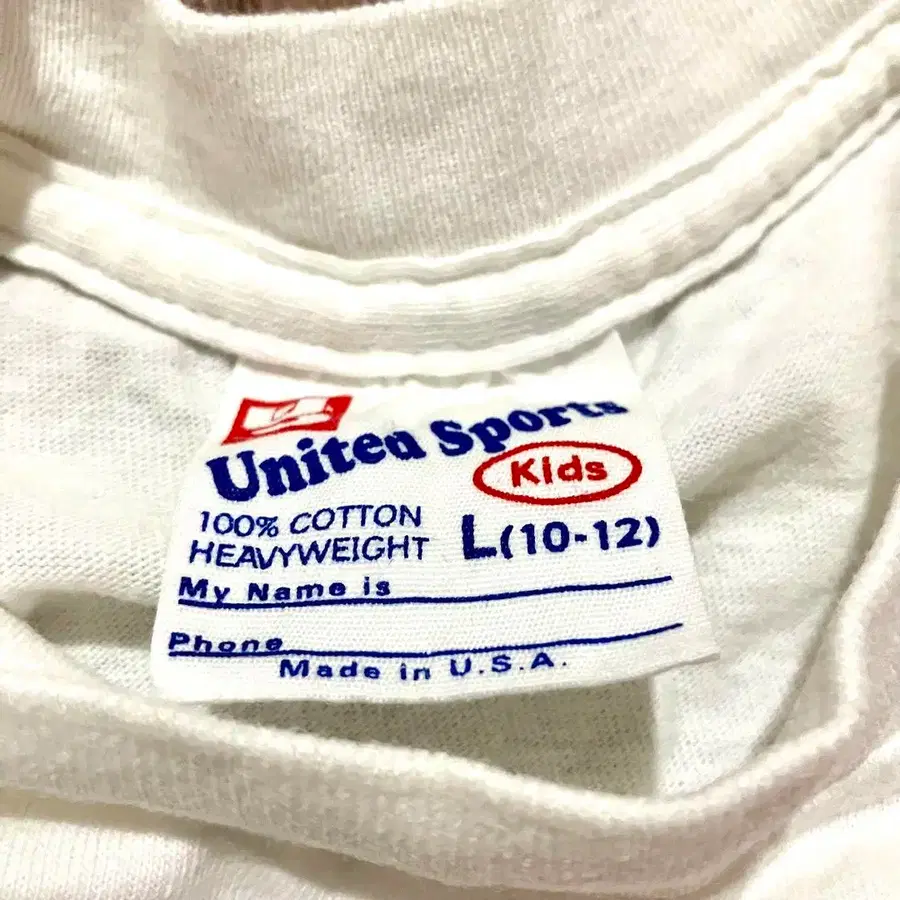 United Sports
Kids
100% COTTON
HEAVYWEIGHT
L(10-12)
My Name is
Phone
Made in U.S.A.